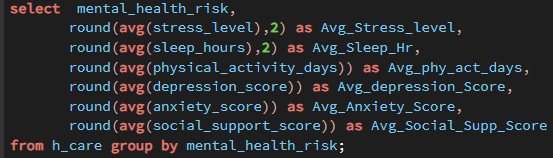 select  mental_health_risk,
        round(avg(stress_level),2) as Avg_Stress_level,
        round(avg(sleep_hours),2) as Avg_Sleep_Hr,
        round(avg(physical_activity_days)) as Avg_phy_act_days,
        round(avg(depression_score)) as Avg_depression_Score,
        round(avg(anxiety_score)) as Avg_Anxiety_Score,
        round(avg(social_support_score)) as Avg_Social_Supp_Score
from h_care group by mental_health_risk;